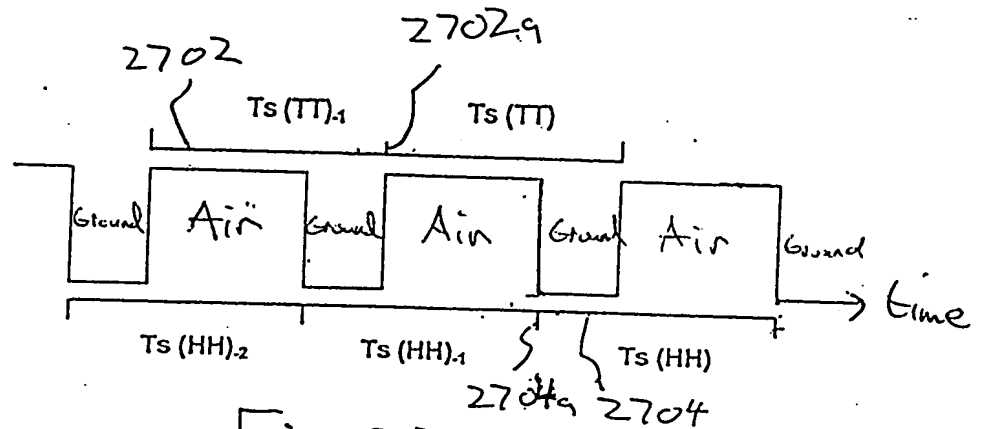 2702 2702a
Ts (TT)-1 Ts (TT)
Ground Air Ground Air Ground Air Ground
time
Ts (HH)-2 Ts (HH)-1 Ts (HH)
2704a 2704